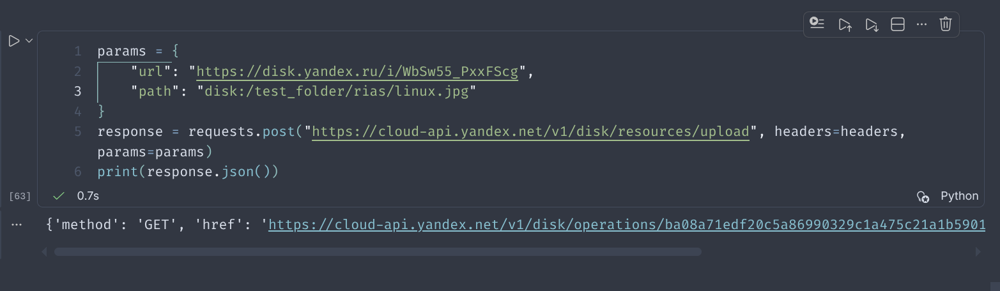 1 params = {
2 "url": "https://disk.yandex.ru/i/WbSw55_PxxFScg",
3 "path": "disk:/test_folder/rias/linux.jpg"
4 }
5 response = requests.post("https://cloud-api.yandex.net/v1/disk/resources/upload", headers=headers,
params=params)
6 print(response.json())
[63] 0.7s Python
{'method': 'GET', 'href': 'https://cloud-api.yandex.net/v1/disk/operations/ba08a71edf20c5a86990329c1a475c21a1b5901